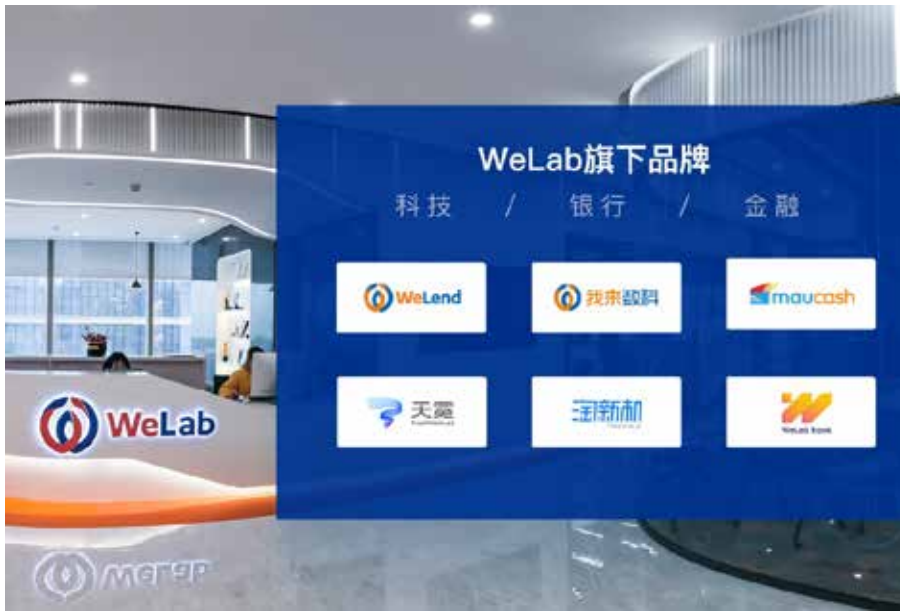 WeLab旗下品牌
科技 / 银行 / 金融
WeLend
我来数科
maucash
天冕
淘新机
WeLab Bank
WeLab